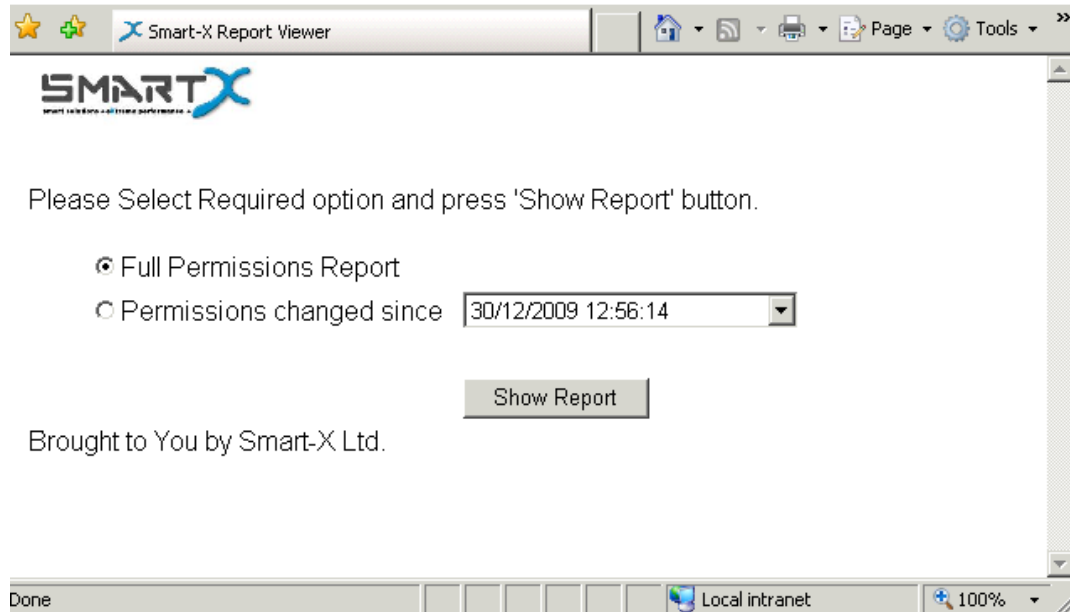 Smart-X Report Viewer
Page
Tools
»
SMARTX
smart solutions
Please Select Required option and press 'Show Report' button.
Full Permissions Report
Permissions changed since 30/12/2009 12:56:14
Show Report
Brought to You by Smart-X Ltd.
Done
Local intranet
100%